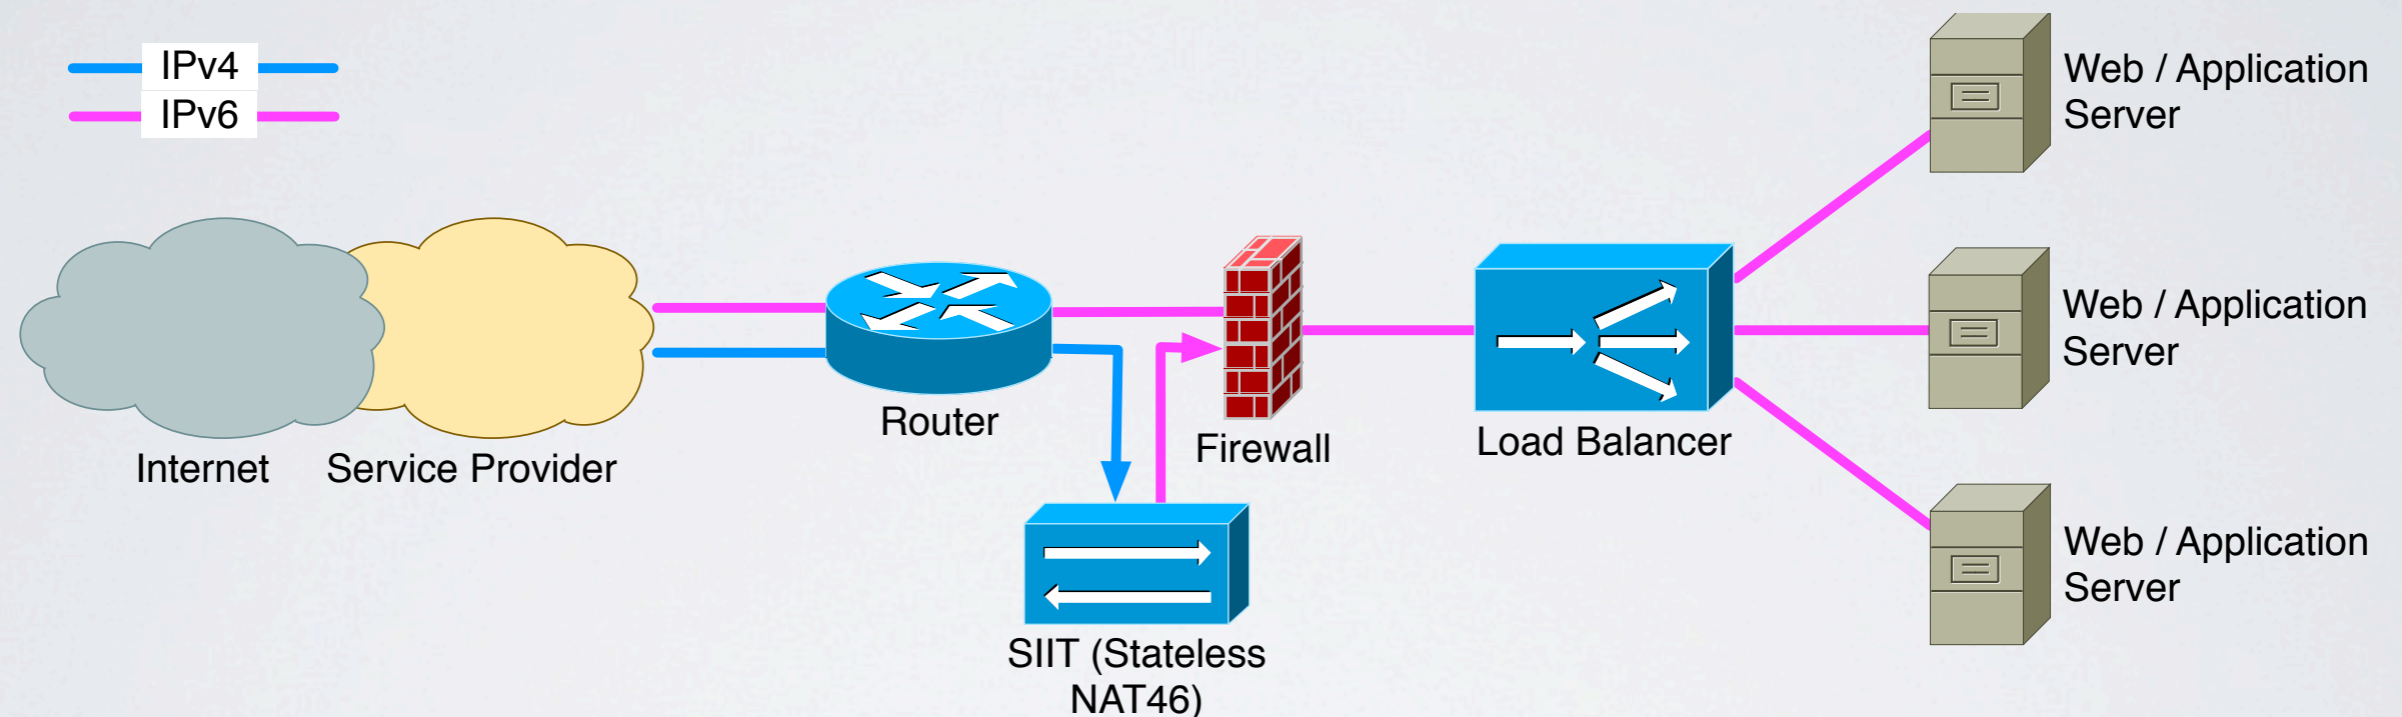 IPv4
IPv6
Internet
Service Provider
Router
SIIT (Stateless
NAT46)
Firewall
Load Balancer
Web / Application
Server
Web / Application
Server
Web / Application
Server